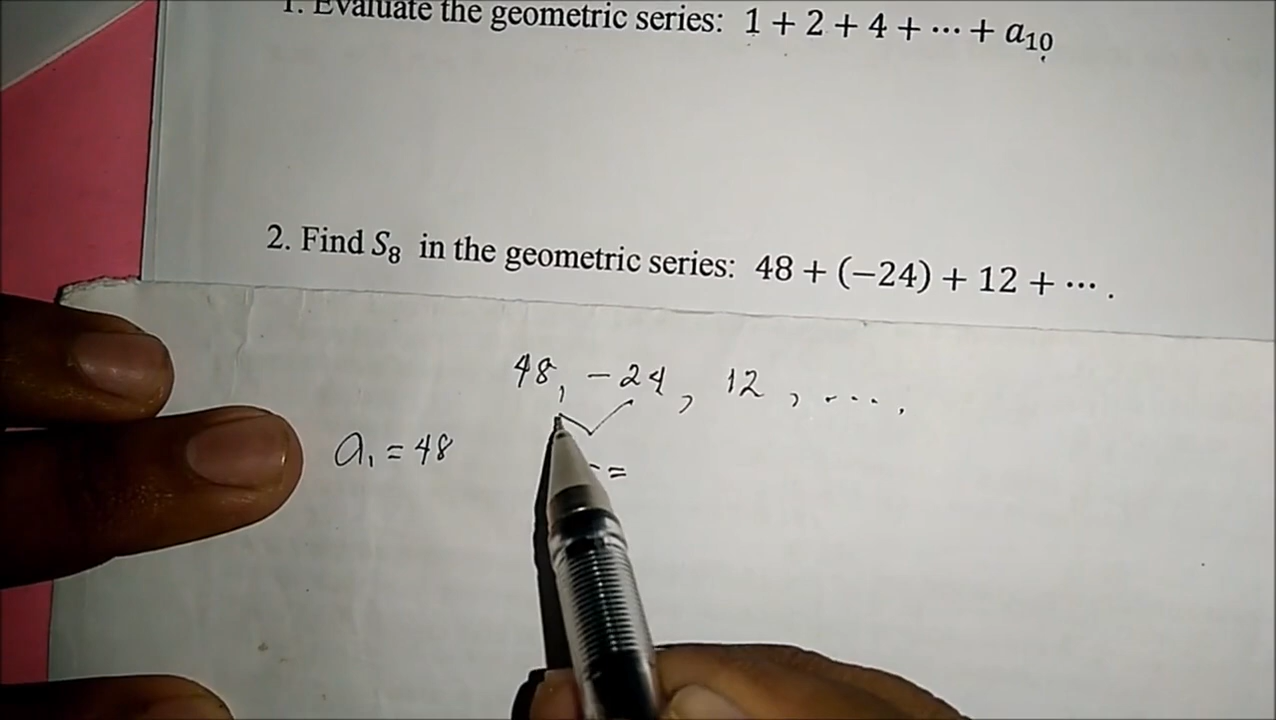 1. Evaluate the geometric series: 1 + 2 + 4 + ⋯ + a₁₀
2. Find S₈ in the geometric series: 48 + (−24) + 12 + ⋯ .
48, −24, 12, ... .
a₁ = 48
=